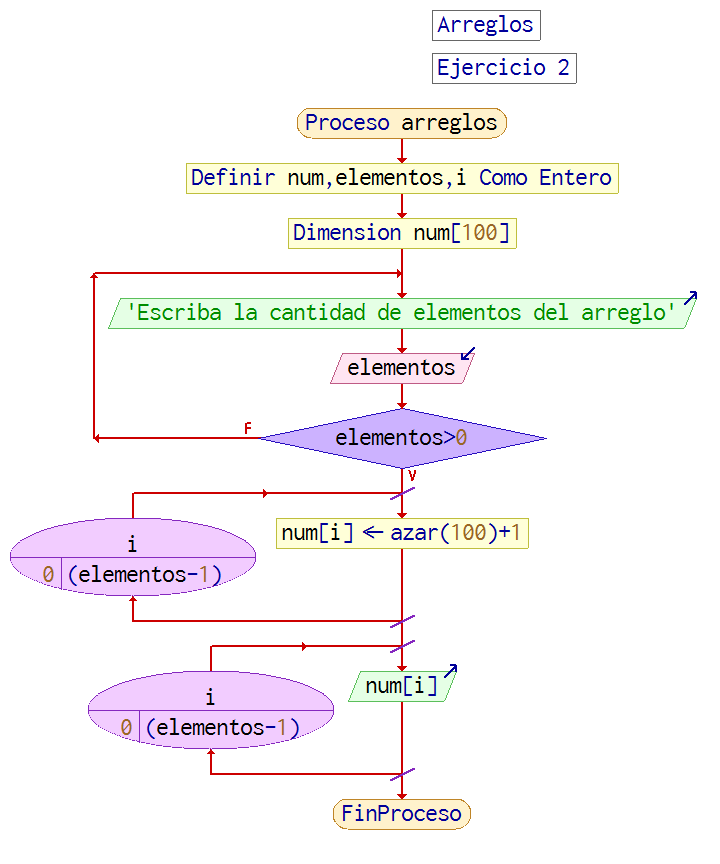 Arreglos
Ejercicio 2
Proceso arreglos
Definir num,elementos,i Como Entero
Dimension num[100]
'Escriba la cantidad de elementos del arreglo'
elementos
elementos>0
F
V
i
0 (elementos-1)
num[i] ← azar(100)+1
i
0 (elementos-1)
num[i]
FinProceso